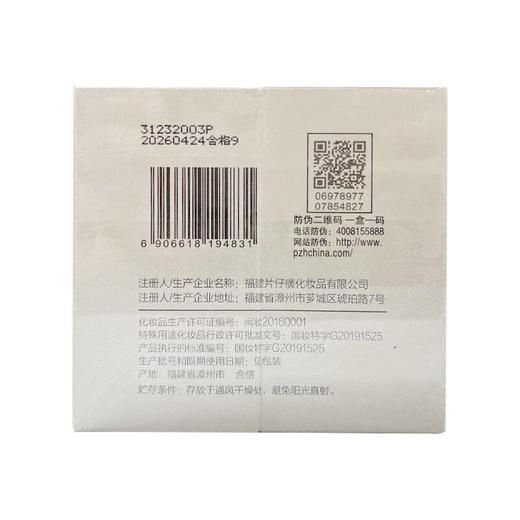 31232003P
20260424合格9
6 906618 194831
06978977
07854827
防伪二维码 一盒一码
电话防伪：4008155888
网站防伪：http://www.
pzhchina.com/
注册人/生产企业名称：福建片仔癀化妆品有限公司
注册人/生产企业地址：福建省漳州市芗城区琥珀路7号
化妆品生产许可证编号：闽妆20160001
特殊用途化妆品行政许可批准文号：国妆特字G20191525
产品执行的标准编号：国妆特字G20191525
生产批号和限期使用日期：见包装
产地：福建省漳州市 合格
贮存条件：存放于通风干燥处，避免阳光直射。